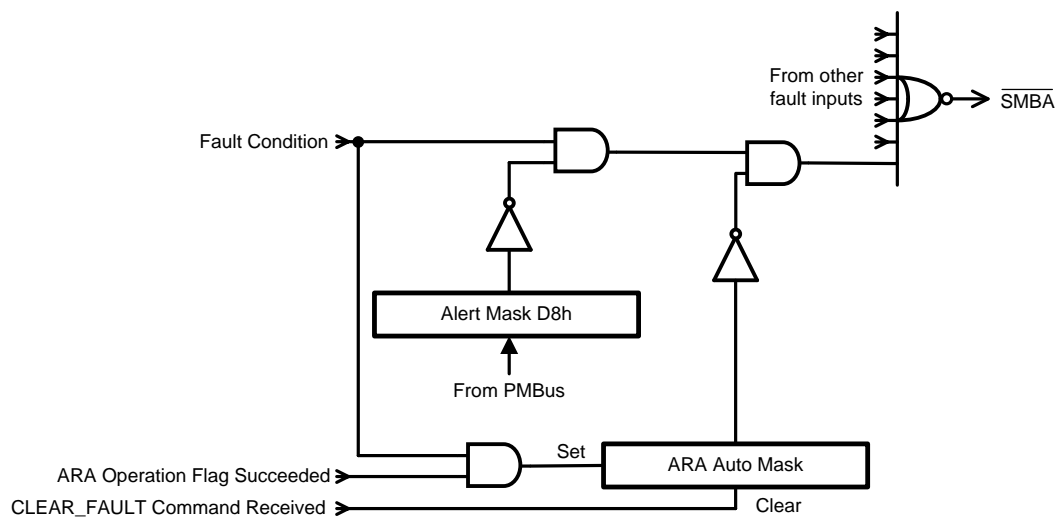 From other
fault inputs
SMBA
Fault Condition
Alert Mask D8h
From PMBus
Set
ARA Auto Mask
ARA Operation Flag Succeeded
CLEAR_FAULT Command Received
Clear